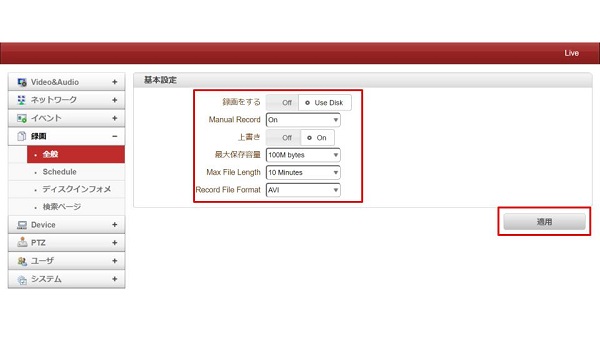 Live
Video&Audio +
ネットワーク +
イベント +
録画 −
全般
Schedule
ディスクインフォメ
検索ページ
Device +
PTZ +
ユーザ +
システム +
基本設定
録画をする Off Use Disk
Manual Record On
上書き Off On
最大保存容量 100M bytes
Max File Length 10 Minutes
Record File Format AVI
適用